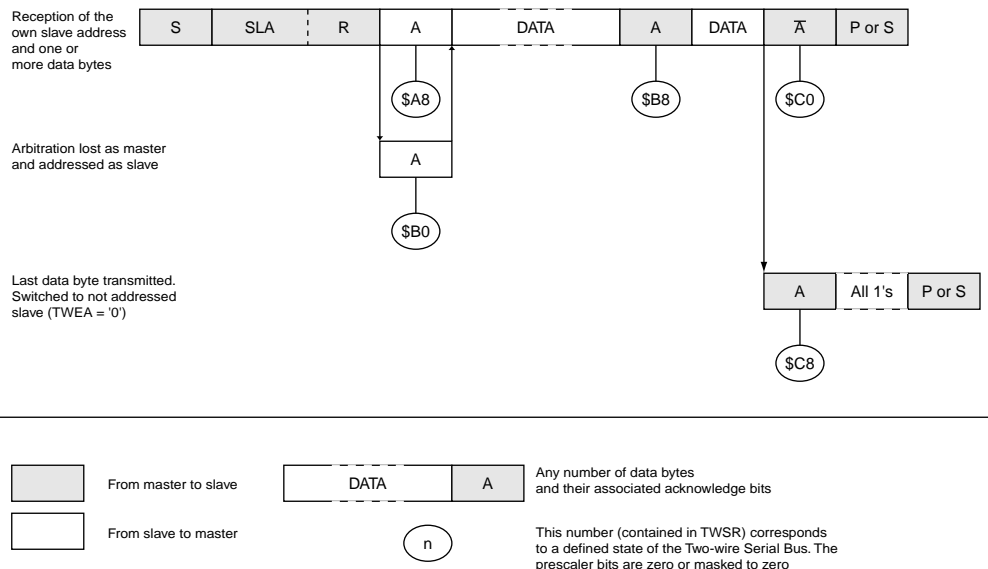 Reception of the
own slave address
and one or
more data bytes
S SLA R A DATA A DATA A̅ P or S
$A8 $B8 $C0
Arbitration lost as master
and addressed as slave
A
$B0
Last data byte transmitted.
Switched to not addressed
slave (TWEA = '0')
A All 1's P or S
$C8
From master to slave
DATA A
Any number of data bytes
and their associated acknowledge bits
From slave to master
n
This number (contained in TWSR) corresponds
to a defined state of the Two-wire Serial Bus. The
prescaler bits are zero or masked to zero